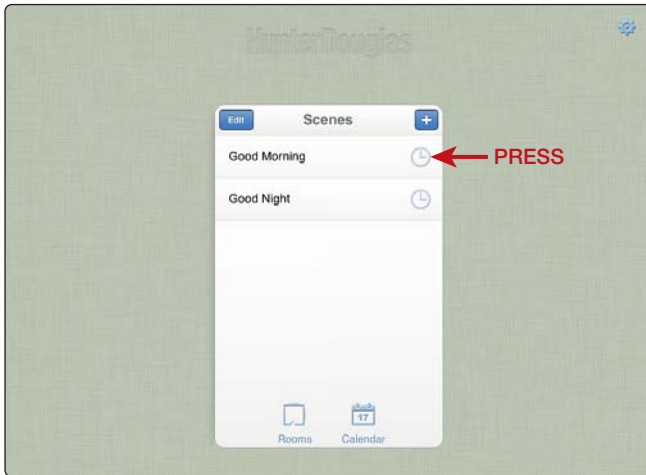 HunterDouglas
Edit Scenes +
Good Morning PRESS
Good Night
17
Rooms Calendar